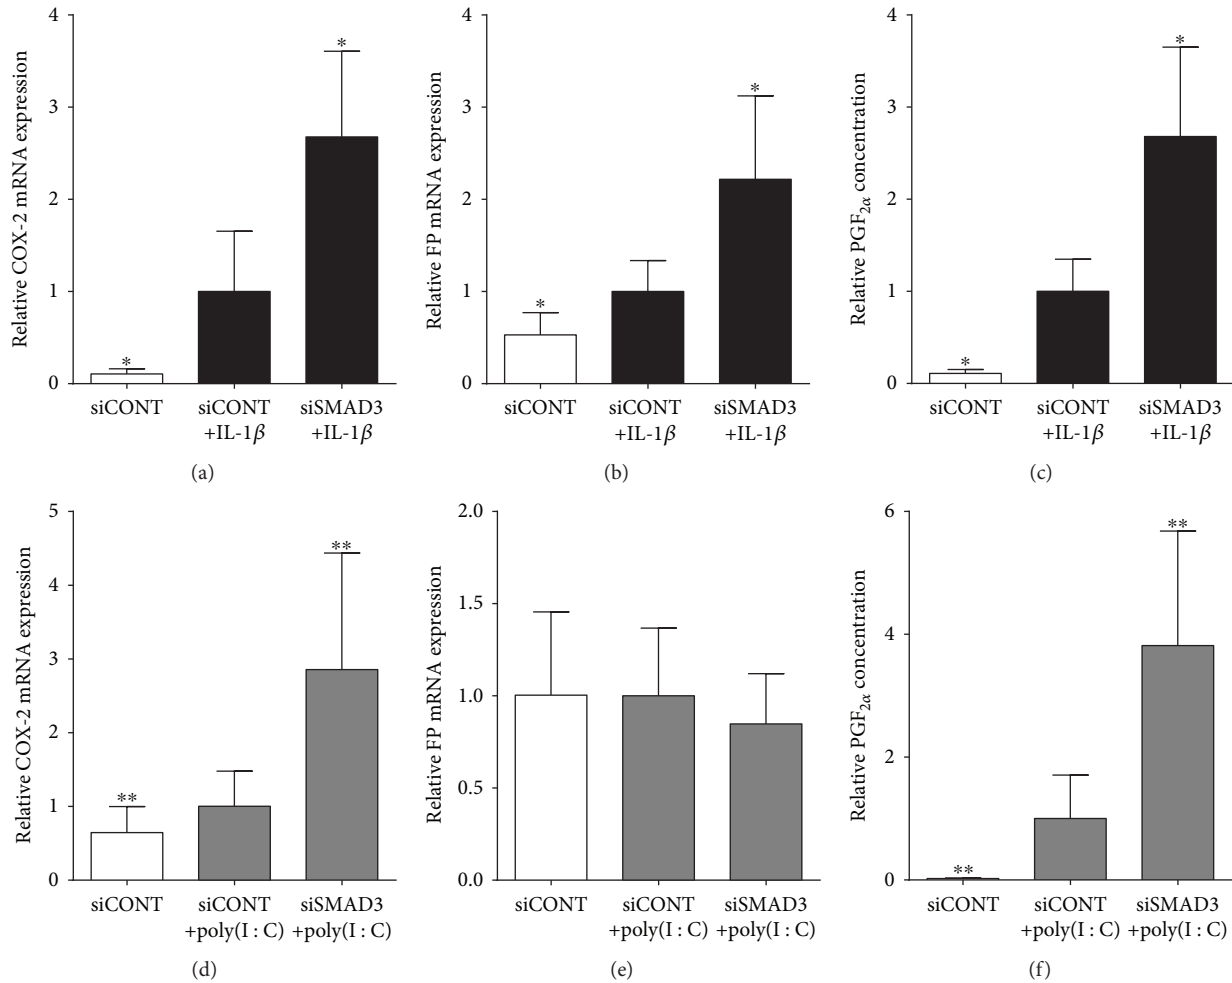 Relative COX-2 mRNA expression
4
3
2
1
0
*
*
siCONT
siCONT
+IL-1β
siSMAD3
+IL-1β
(a)
Relative FP mRNA expression
4
3
2
1
0
*
*
siCONT
siCONT
+IL-1β
siSMAD3
+IL-1β
(b)
Relative PGF2α concentration
4
3
2
1
0
*
*
siCONT
siCONT
+IL-1β
siSMAD3
+IL-1β
(c)
Relative COX-2 mRNA expression
5
4
3
2
1
0
**
**
siCONT
siCONT
+poly(I : C)
siSMAD3
+poly(I : C)
(d)
Relative FP mRNA expression
2.0
1.5
1.0
0.5
0.0
siCONT
siCONT
+poly(I : C)
siSMAD3
+poly(I : C)
(e)
Relative PGF2α concentration
6
4
2
0
**
**
siCONT
siCONT
+poly(I : C)
siSMAD3
+poly(I : C)
(f)